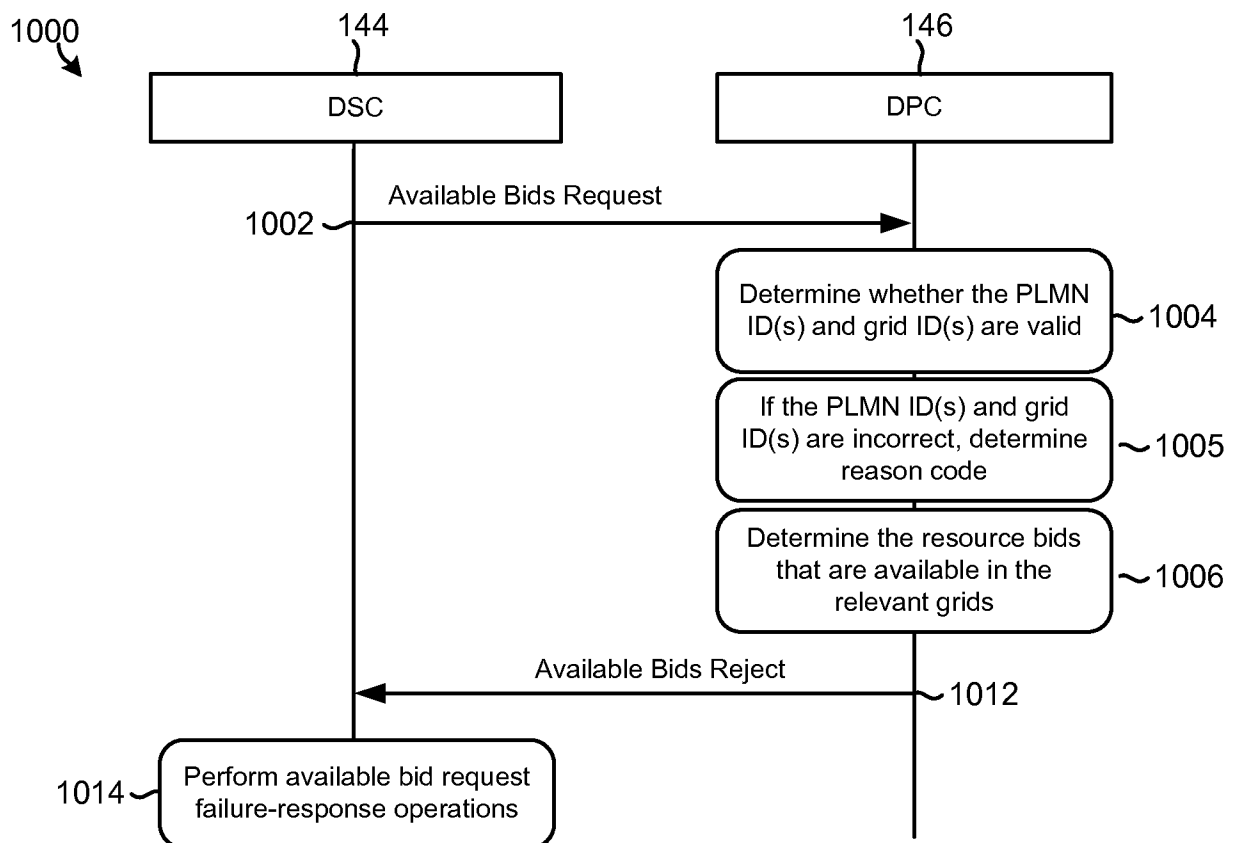 1000
144
146
DSC
DPC
Available Bids Request
1002
Determine whether the PLMN
ID(s) and grid ID(s) are valid
1004
If the PLMN ID(s) and grid
ID(s) are incorrect, determine
reason code
1005
Determine the resource bids
that are available in the
relevant grids
1006
Available Bids Reject
1012
Perform available bid request
failure-response operations
1014